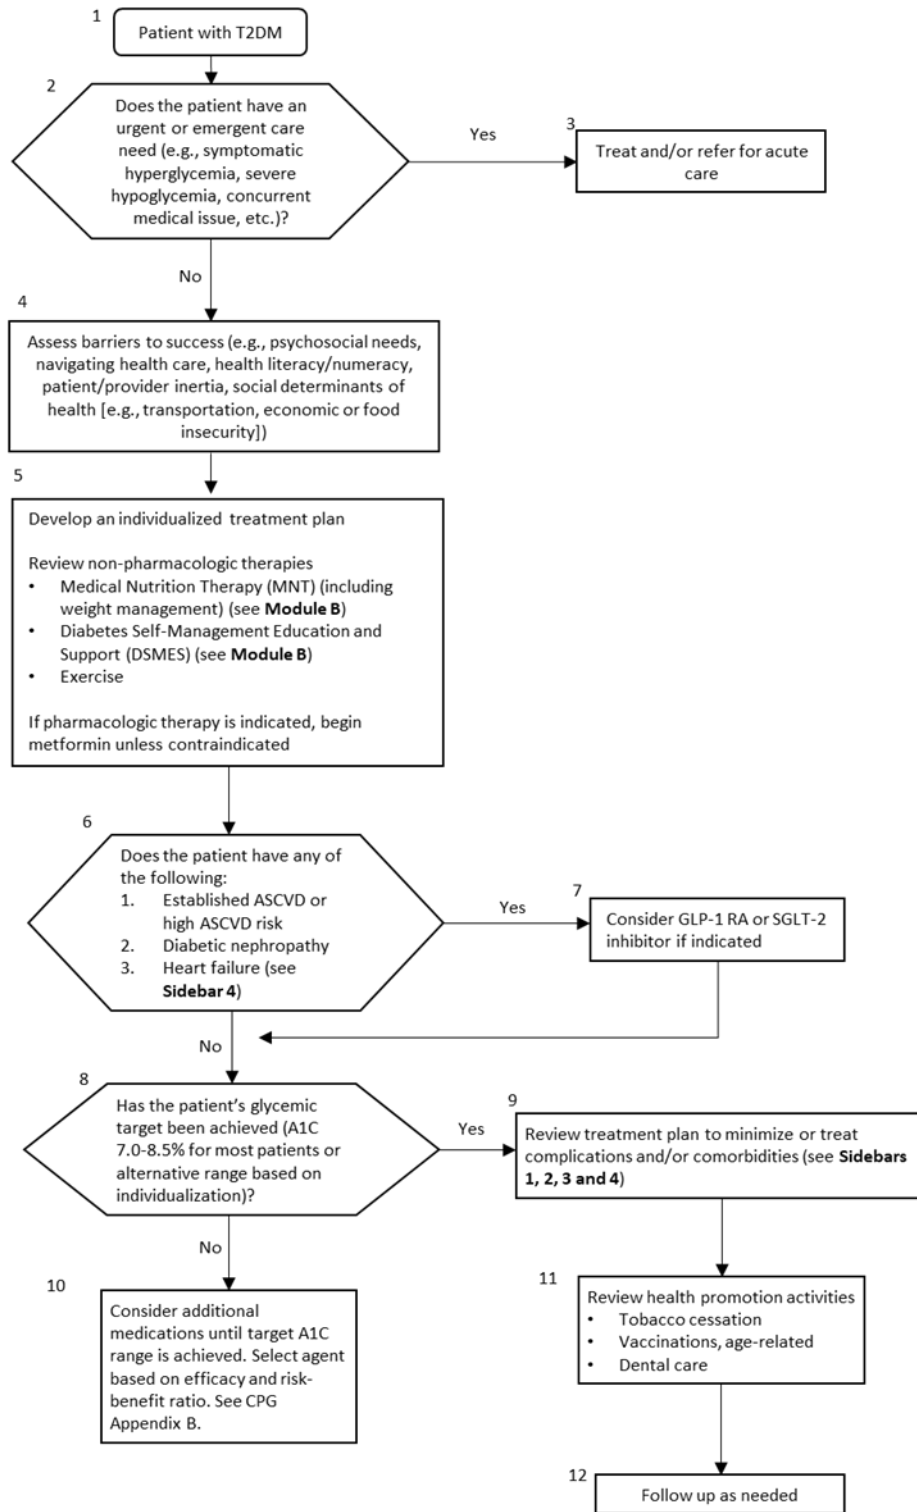 1
Patient with T2DM
2
Does the patient have an
urgent or emergent care
need (e.g., symptomatic
hyperglycemia, severe
hypoglycemia, concurrent
medical issue, etc.)?
Yes
3
Treat and/or refer for acute
care
No
4
Assess barriers to success (e.g., psychosocial needs,
navigating health care, health literacy/numeracy,
patient/provider inertia, social determinants of
health [e.g., transportation, economic or food
insecurity])
5
Develop an individualized treatment plan
Review non-pharmacologic therapies
• Medical Nutrition Therapy (MNT) (including
weight management) (see Module B)
• Diabetes Self-Management Education and
Support (DSMES) (see Module B)
• Exercise
If pharmacologic therapy is indicated, begin
metformin unless contraindicated
6
Does the patient have any of
the following:
1. Established ASCVD or
high ASCVD risk
2. Diabetic nephropathy
3. Heart failure (see
Sidebar 4)
Yes
7
Consider GLP-1 RA or SGLT-2
inhibitor if indicated
No
8
Has the patient's glycemic
target been achieved (A1C
7.0-8.5% for most patients or
alternative range based on
individualization)?
Yes
9
Review treatment plan to minimize or treat
complications and/or comorbidities (see Sidebars
1, 2, 3 and 4)
No
10
Consider additional
medications until target A1C
range is achieved. Select agent
based on efficacy and risk-
benefit ratio. See CPG
Appendix B.
11
Review health promotion activities
• Tobacco cessation
• Vaccinations, age-related
• Dental care
12
Follow up as needed